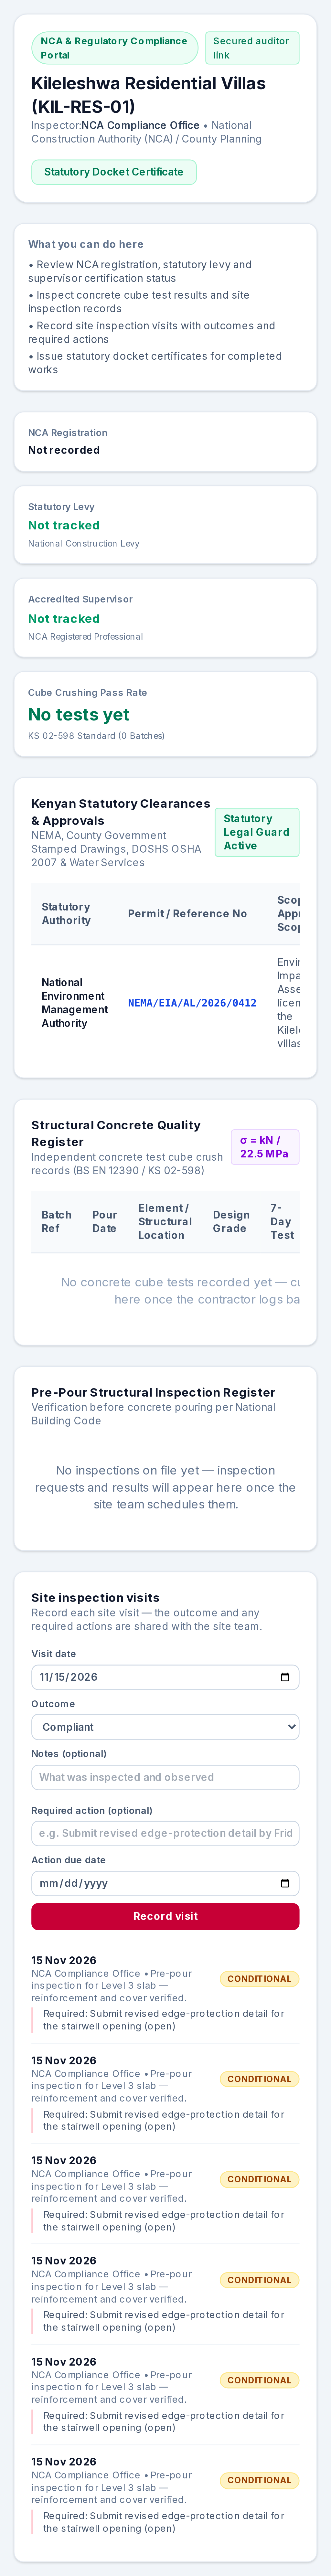 NCA & Regulatory Compliance
Portal
Secured auditor
link
Kileleshwa Residential Villas
(KIL-RES-01)
Inspector:NCA Compliance Office • National
Construction Authority (NCA) / County Planning
Statutory Docket Certificate
What you can do here
• Review NCA registration, statutory levy and
supervisor certification status
• Inspect concrete cube test results and site
inspection records
• Record site inspection visits with outcomes and
required actions
• Issue statutory docket certificates for completed
works
NCA Registration
Not recorded
Statutory Levy
Not tracked
National Construction Levy
Accredited Supervisor
Not tracked
NCA Registered Professional
Cube Crushing Pass Rate
No tests yet
KS 02-598 Standard (0 Batches)
Kenyan Statutory Clearances
& Approvals
NEMA, County Government
Stamped Drawings, DOSHS OSHA
2007 & Water Services
Statutory
Legal Guard
Active
Statutory
Authority
Permit / Reference No
National
Environment
Management
Authority
NEMA/EIA/AL/2026/0412
the
Structural Concrete Quality
Register
Independent concrete test cube crush
records (BS EN 12390 / KS 02-598)
σ = kN /
22.5 MPa
Batch
Ref
Pour
Date
Element /
Structural
Location
Design
Grade
7-
Day
Test
No concrete cube tests recorded yet —
here once the contractor logs
Pre-Pour Structural Inspection Register
Verification before concrete pouring per National
Building Code
No inspections on file yet — inspection
requests and results will appear here once the
site team schedules them.
Site inspection visits
Record each site visit — the outcome and any
required actions are shared with the site team.
Visit date
11/15/2026
Outcome
Compliant
Notes (optional)
What was inspected and observed
Required action (optional)
e.g. Submit revised edge-protection detail by Frid
Action due date
mm/dd/yyyy
Record visit
15 Nov 2026
NCA Compliance Office • Pre-pour
inspection for Level 3 slab —
reinforcement and cover verified.
CONDITIONAL
Required: Submit revised edge-protection detail for
the stairwell opening (open)
15 Nov 2026
NCA Compliance Office • Pre-pour
inspection for Level 3 slab —
reinforcement and cover verified.
CONDITIONAL
Required: Submit revised edge-protection detail for
the stairwell opening (open)
15 Nov 2026
NCA Compliance Office • Pre-pour
inspection for Level 3 slab —
reinforcement and cover verified.
CONDITIONAL
Required: Submit revised edge-protection detail for
the stairwell opening (open)
15 Nov 2026
NCA Compliance Office • Pre-pour
inspection for Level 3 slab —
reinforcement and cover verified.
CONDITIONAL
Required: Submit revised edge-protection detail for
the stairwell opening (open)
15 Nov 2026
NCA Compliance Office • Pre-pour
inspection for Level 3 slab —
reinforcement and cover verified.
CONDITIONAL
Required: Submit revised edge-protection detail for
the stairwell opening (open)
15 Nov 2026
NCA Compliance Office • Pre-pour
inspection for Level 3 slab —
reinforcement and cover verified.
CONDITIONAL
Required: Submit revised edge-protection detail for
the stairwell opening (open)